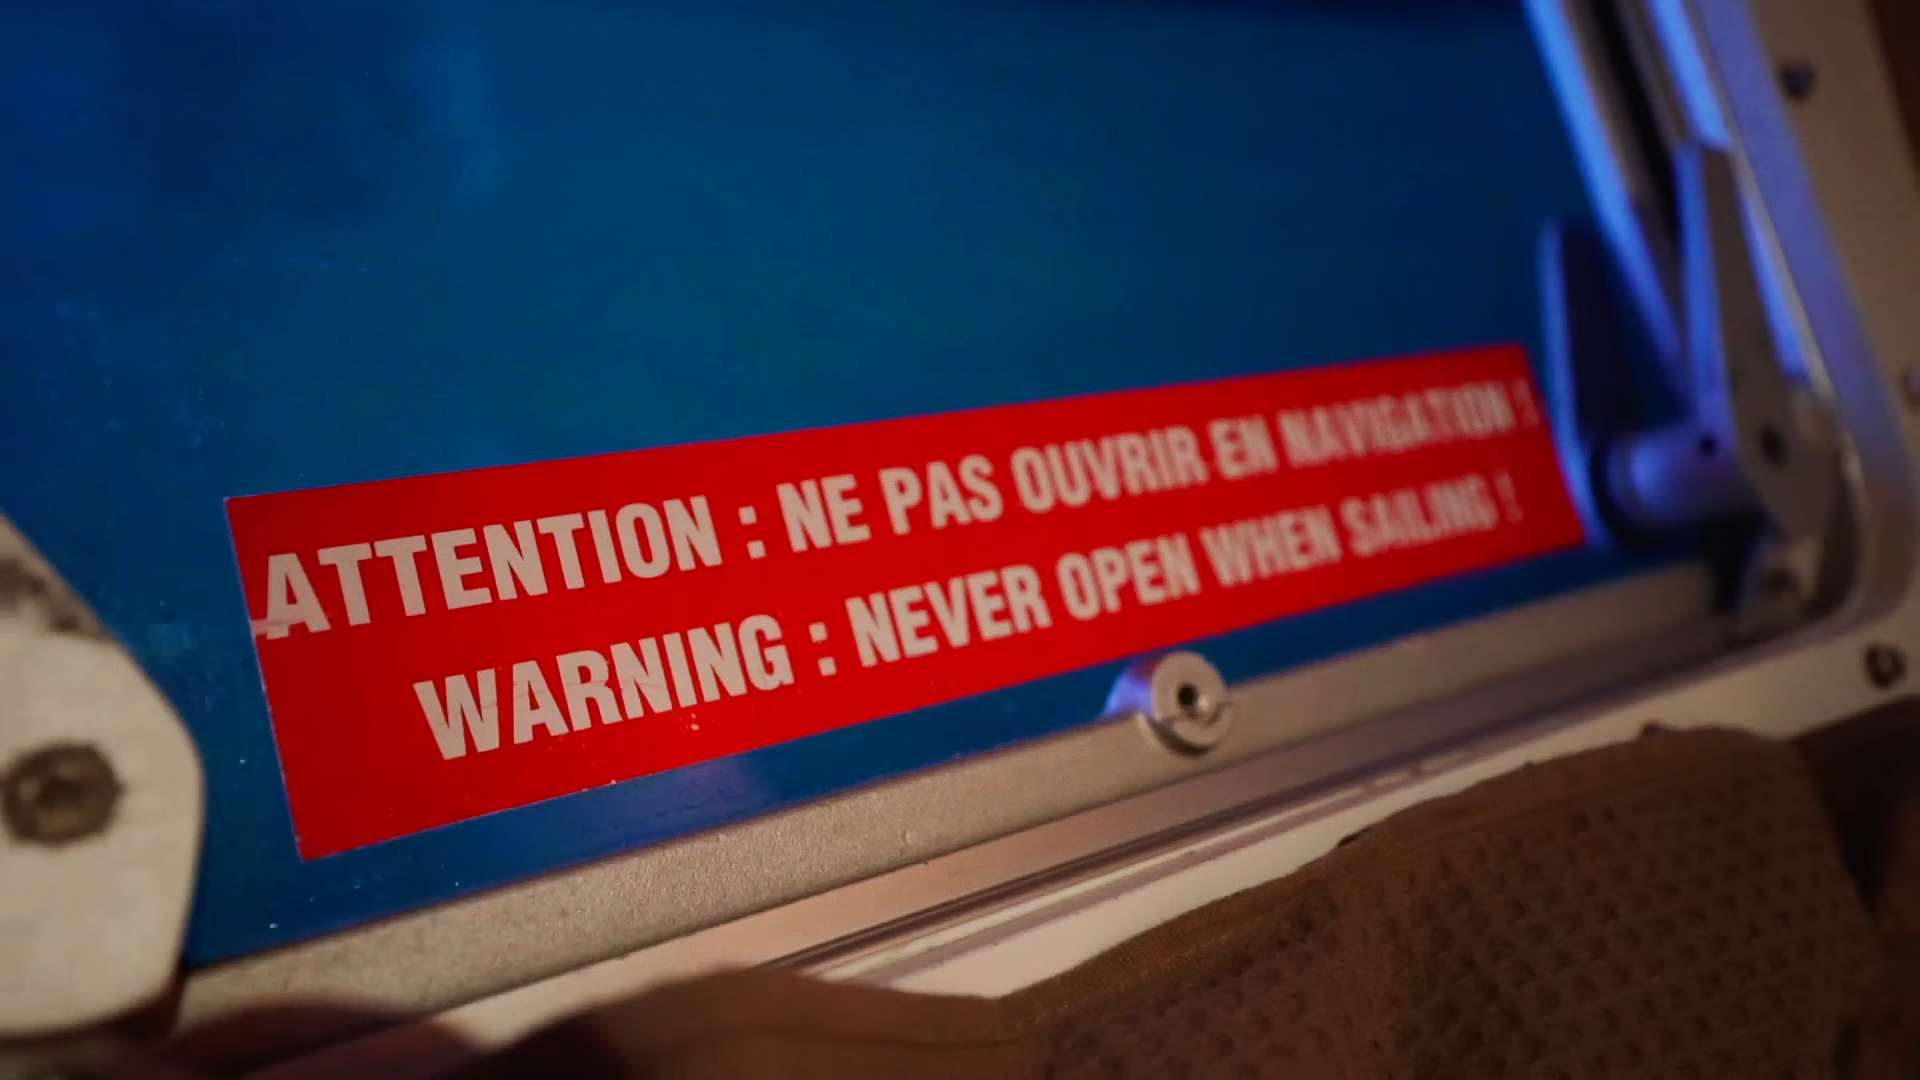 ATTENTION : NE PAS OUVRIR EN NAVIGATION !
WARNING : NEVER OPEN WHEN SAILING !